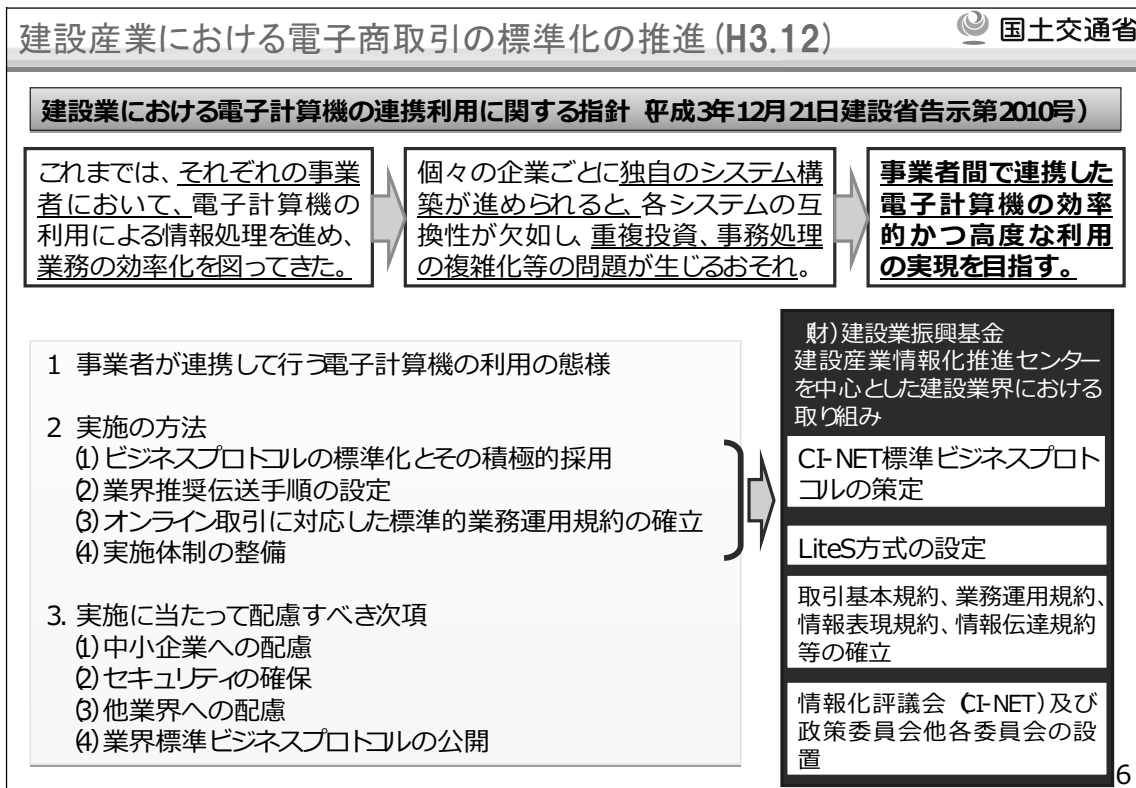 建設産業における電子商取引の標準化の推進(H3.12)
国土交通省
建設業における電子計算機の連携利用に関する指針(平成3年12月21日建設省告示第2010号)
これまでは、それぞれの事業
者において、電子計算機の
利用による情報処理を進め、
業務の効率化を図ってきた。
個々の企業ごとに独自のシステム構
築が進められると、各システムの互
換性が欠如し、重複投資、事務処理
の複雑化等の問題が生じるおそれ。
事業者間で連携した
電子計算機の効率
的かつ高度な利用
の実現を目指す。
1 事業者が連携して行う電子計算機の利用の態様
2 実施の方法
(1)ビジネスプロトコルの標準化とその積極的採用
(2)業界推奨伝送手順の設定
(3)オンライン取引に対応した標準的業務運用規約の確立
(4)実施体制の整備
3. 実施に当たって配慮すべき次項
(1)中小企業への配慮
(2)セキュリティの確保
(3)他業界への配慮
(4)業界標準ビジネスプロトコルの公開
(財)建設業振興基金
建設産業情報化推進センター
を中心とした建設業界における
取り組み
CI-NET標準ビジネスプロト
コルの策定
LiteS方式の設定
取引基本規約、業務運用規約、
情報表現規約、情報伝達規約
等の確立
情報化評議会(CI-NET)及び
政策委員会他各委員会の設
置
6